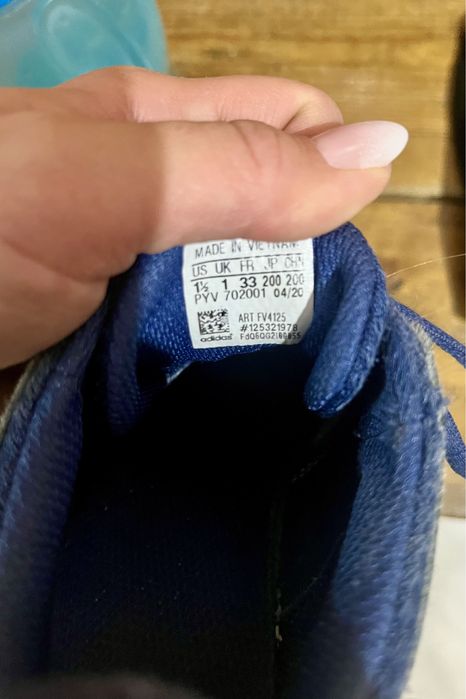 MADE IN VIETNAM
US UK FR JP CHN
1½ 1 33 200 200
PYV 702001 04/20
ART FV4125
#125321978
adidas